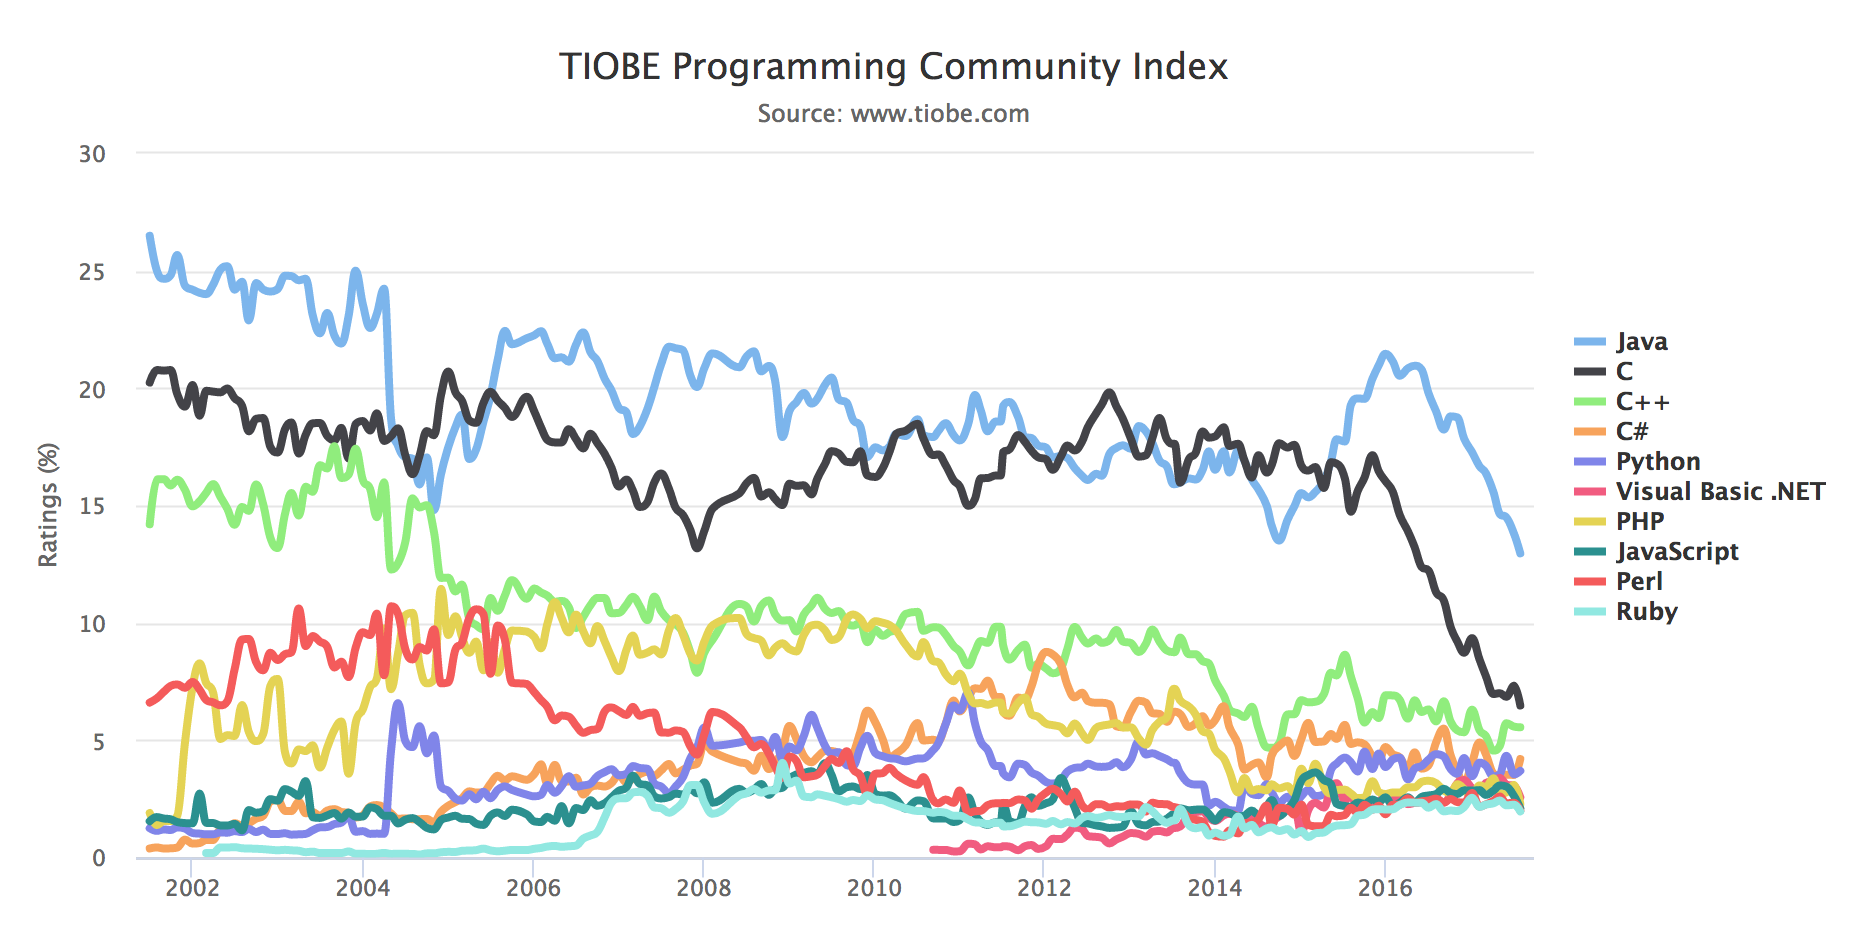 TIOBE Programming Community Index
Source: www.tiobe.com
Ratings (%)
30
25
20
15
10
5
0
2002 2004 2006 2008 2010 2012 2014 2016
Java
C
C++
C#
Python
Visual Basic .NET
PHP
JavaScript
Perl
Ruby